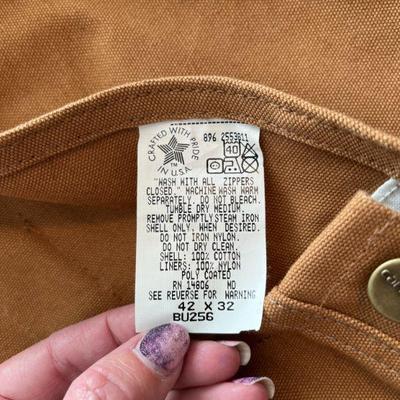 CRAFTED WITH PRIDE
IN U.S.A.
TM
896 2553811
40
"WASH WITH ALL ZIPPERS
CLOSED." MACHINE WASH WARM
SEPARATELY. DO NOT BLEACH.
TUMBLE DRY MEDIUM.
REMOVE PROMPTLY.STEAM IRON
SHELL ONLY, WHEN DESIRED.
DO NOT IRON NYLON.
DO NOT DRY CLEAN.
SHELL: 100% COTTON
LINERS: 100% NYLON
POLY COATED
RN 14806 MD
SEE REVERSE FOR WARNING
42 X 32
BU256